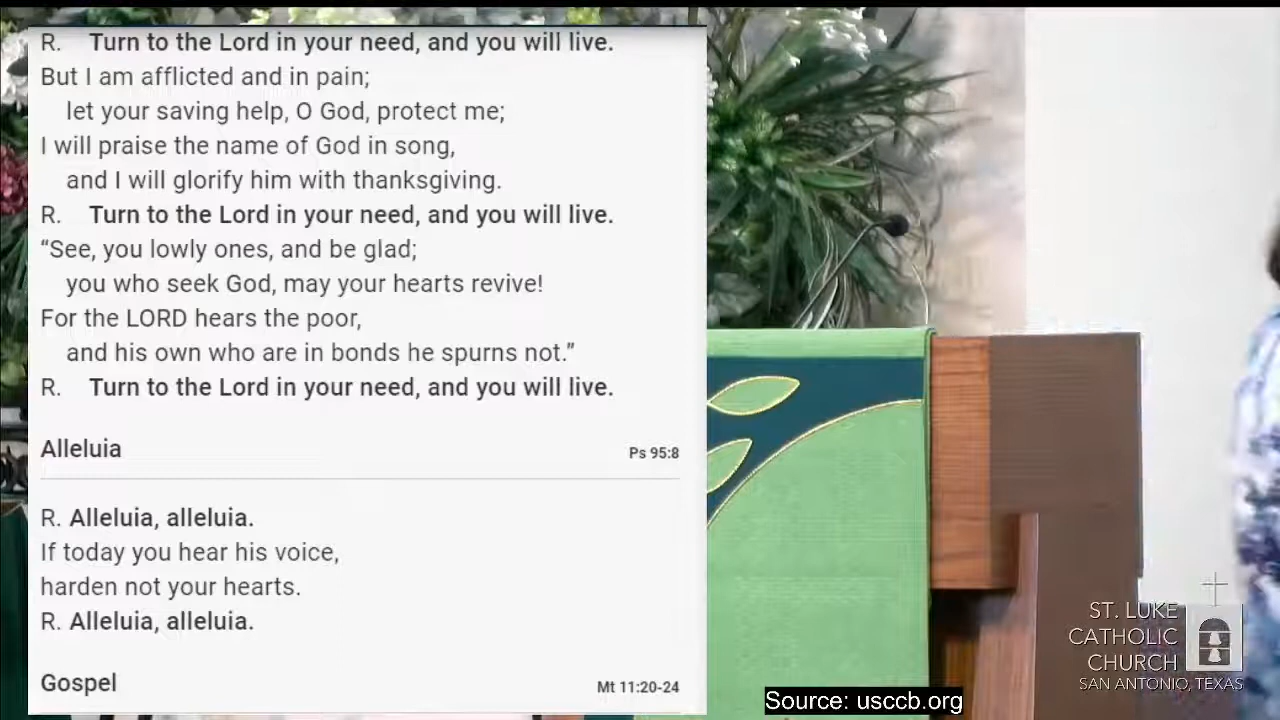 R. Turn to the Lord in your need, and you will live.
But I am afflicted and in pain;
let your saving help, O God, protect me;
I will praise the name of God in song,
and I will glorify him with thanksgiving.
R. Turn to the Lord in your need, and you will live.
“See, you lowly ones, and be glad;
you who seek God, may your hearts revive!
For the LORD hears the poor,
and his own who are in bonds he spurns not.”
R. Turn to the Lord in your need, and you will live.
Alleluia Ps 95:8
R. Alleluia, alleluia.
If today you hear his voice,
harden not your hearts.
R. Alleluia, alleluia.
Gospel Mt 11:20-24
ST. LUKE
CATHOLIC
CHURCH
SAN ANTONIO, TEXAS
Source: usccb.org